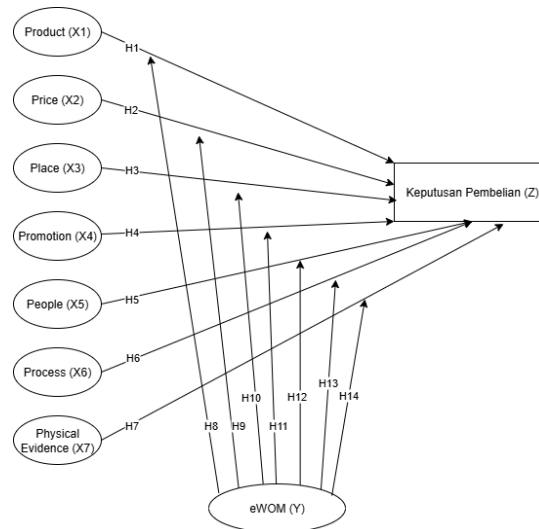 Product (X1)
H1
Price (X2)
H2
Place (X3)
H3
Keputusan Pembelian (Z)
Promotion (X4)
H4
People (X5)
H5
Process (X6)
H6
Physical
Evidence (X7)
H7
H8
H9
H10
H11
H12
H13
H14
eWOM (Y)